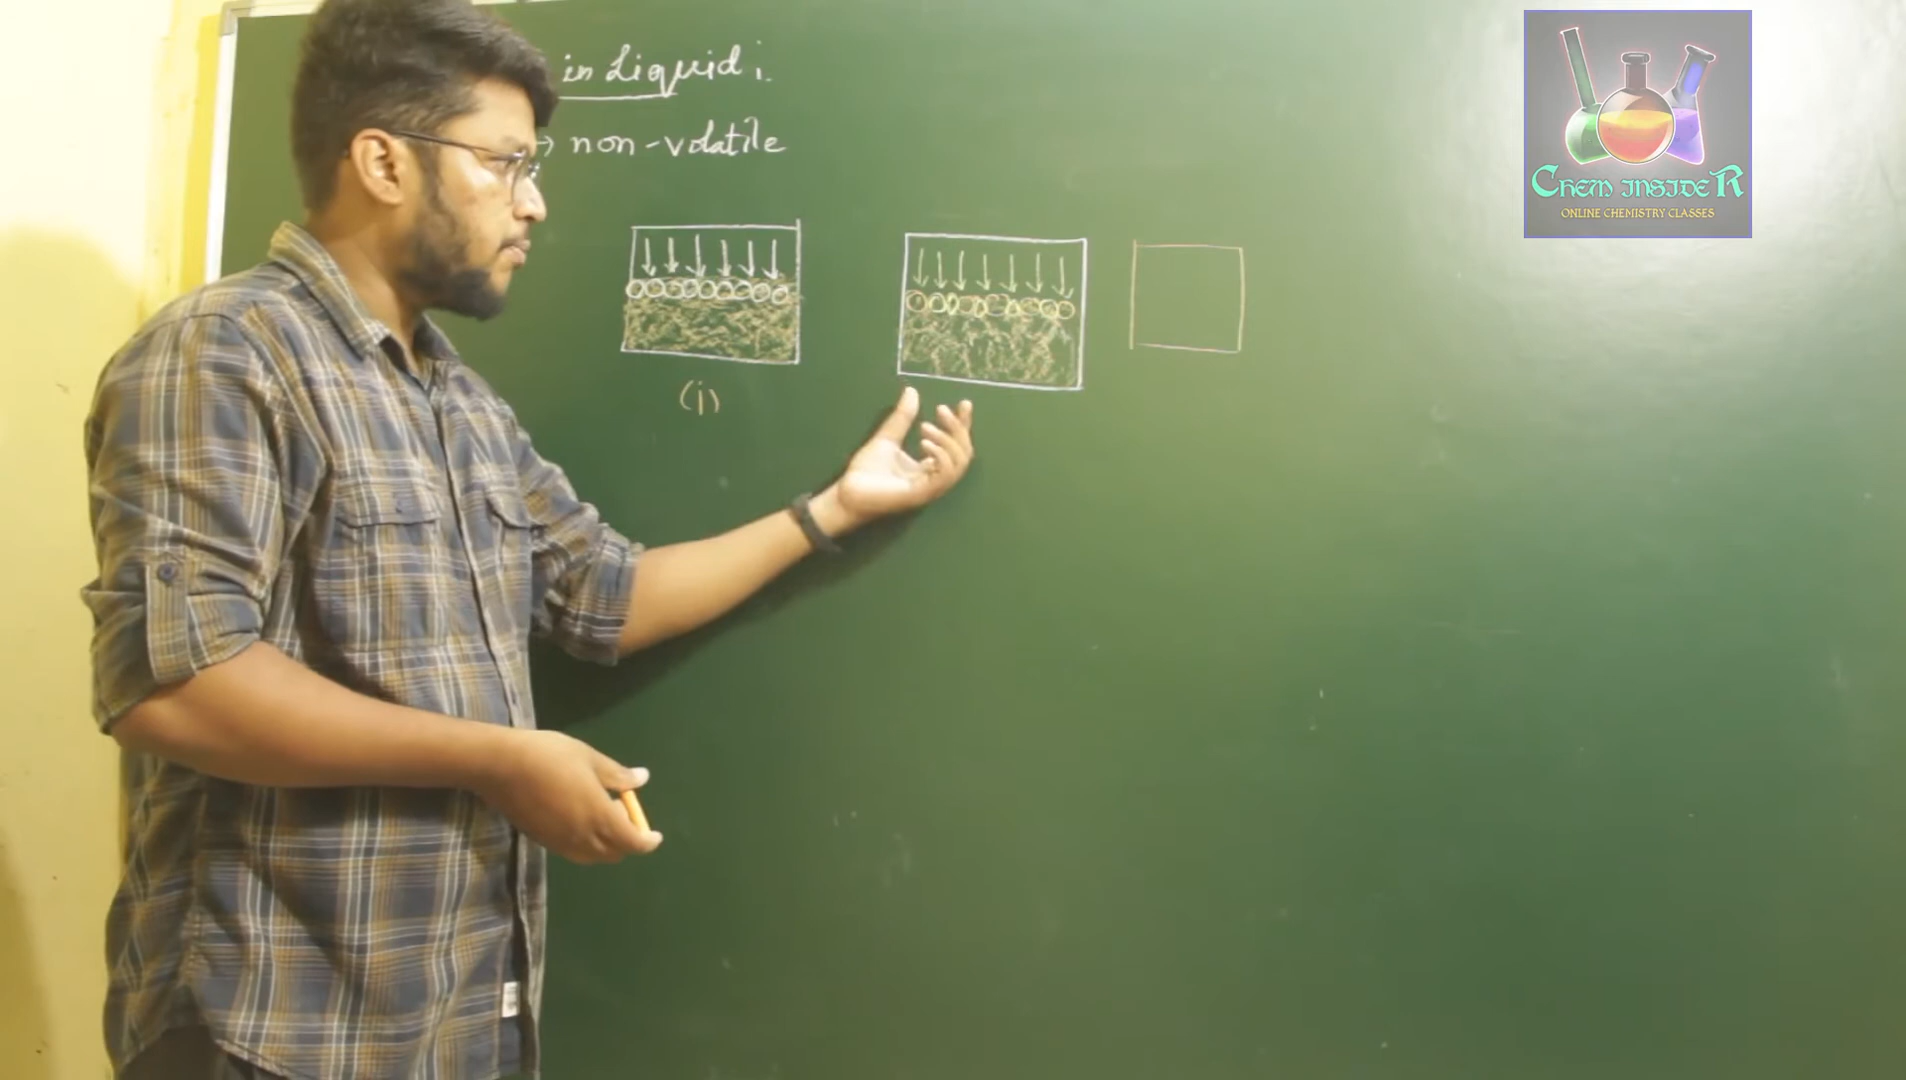 in Liquid :
→ non-volatile
(i)
CHEM INSIDER
ONLINE CHEMISTRY CLASSES